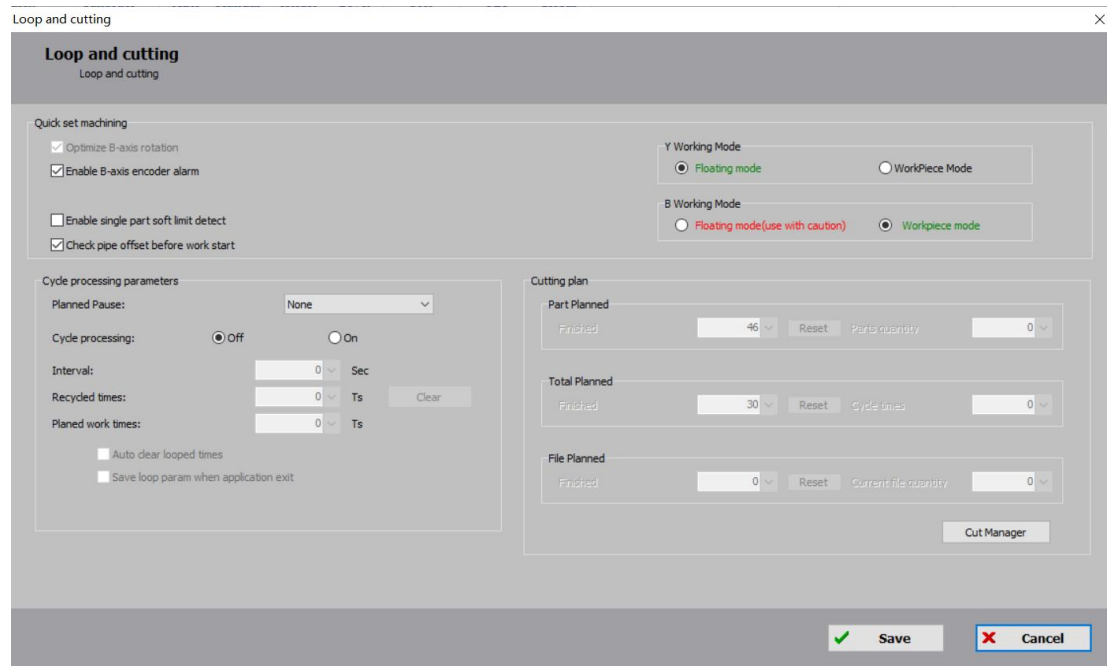 Loop and cutting
Loop and cutting
Loop and cutting
Quick set machining
Optimize B-axis rotation
Enable B-axis encoder alarm
Enable single part soft limit detect
Check pipe offset before work start
Y Working Mode
Floating mode
WorkPiece Mode
B Working Mode
Floating mode(use with caution)
Workpiece mode
Cycle processing parameters
Planned Pause: None
Cycle processing: Off On
Interval: 0 Sec
Recycled times: 0 Ts Clear
Planed work times: 0 Ts
Auto clear looped times
Save loop param when application exit
Cutting plan
Part Planned
Finished 46 Reset Parts quantity 0
Total Planned
Finished 30 Reset Cycle times 0
File Planned
Finished 0 Reset Current file quantity 0
Cut Manager
Save Cancel